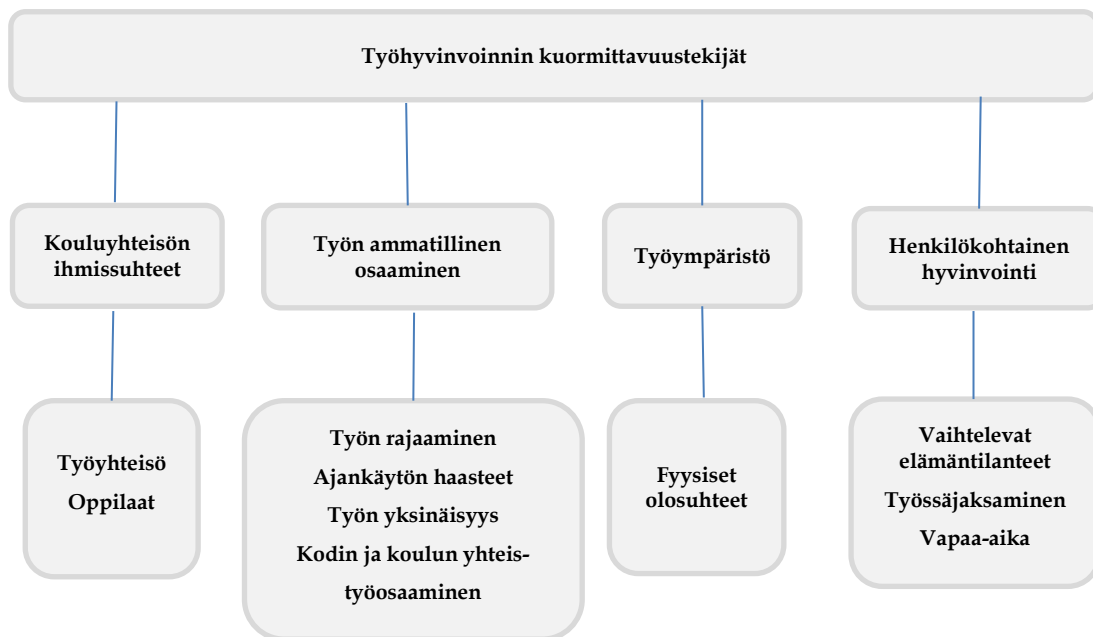 Työhyvinvoinnin kuormittavuustekijät
Kouluyhteisön
ihmissuhteet
Työn ammatillinen
osaaminen
Työympäristö
Henkilökohtainen
hyvinvointi
Työyhteisö
Oppilaat
Työn rajaaminen
Ajankäytön haasteet
Työn yksinäisyys
Kodin ja koulun yhteis-
työosaaminen
Fyysiset
olosuhteet
Vaihtelevat
elämäntilanteet
Työssäjaksaminen
Vapaa-aika